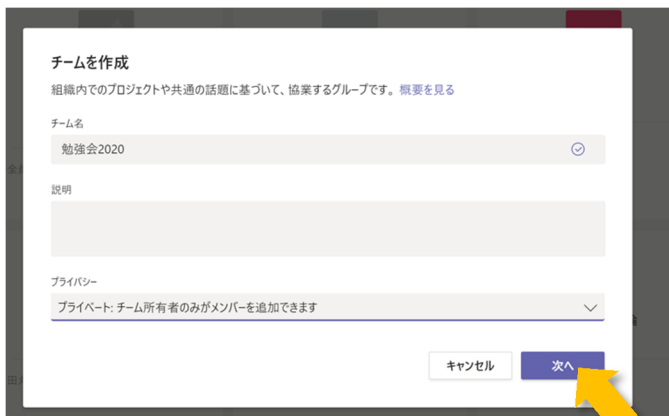 チームを作成
組織内でのプロジェクトや共通の話題に基づいて、協業するグループです。概要を見る
チーム名
勉強会2020
説明
プライバシー
プライベート: チーム所有者のみがメンバーを追加できます
キャンセル
次へ